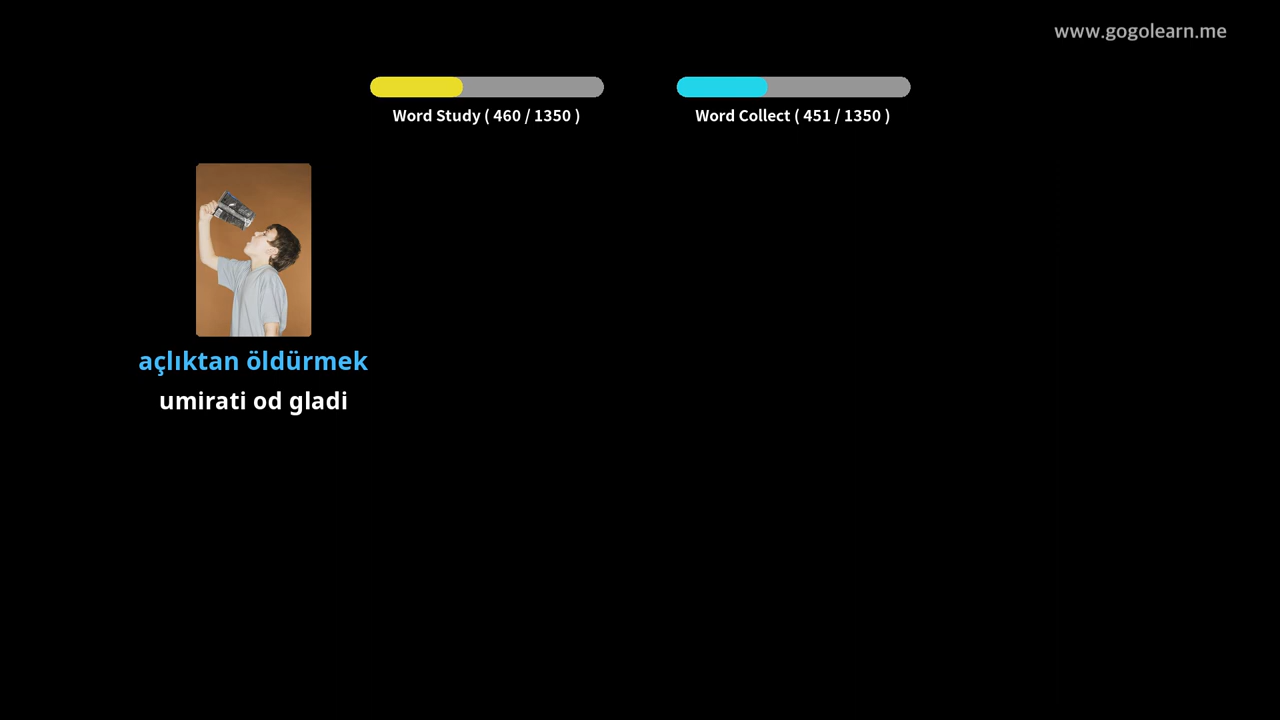 www.gogolearn.me
Word Study ( 460 / 1350 )
Word Collect ( 451 / 1350 )
açlıktan öldürmek
umirati od gladi